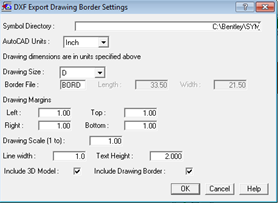 DXF Export Drawing Border Settings
Symbol Directory : C:\Bentley\SYM
AutoCAD Units : Inch
Drawing dimensions are in units specified above
Drawing Size : D
Border File : BORD Length : 33.50 Width : 21.50
Drawing Margins
Left : 1.00 Top : 1.00
Right : 1.00 Bottom : 1.00
Drawing Scale (1 to) : 1.00
Line width : 1.0 Text Height : 2.000
Include 3D Model : Include Drawing Border :
OK Cancel Help